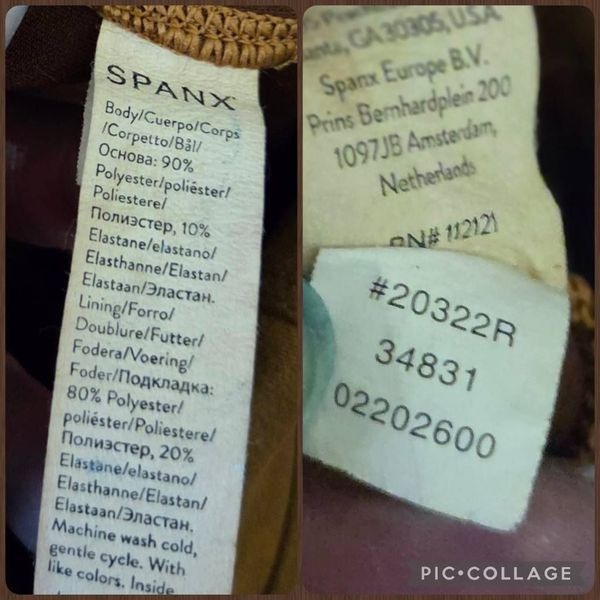 SPANX
Body/Cuerpo/Corps
/Corpetto/Bål/
Основа: 90%
Polyester/poliéster/
Poliestere/
Полиэстер, 10%
Elastane/elastano/
Elasthanne/Elastan/
Elastaan/Эластан.
Lining/Forro/
Doublure/Futter/
Fodera/Voering/
Foder/Подкладка:
80% Polyester/
poliéster/Poliestere/
Полиэстер, 20%
Elastane/elastano/
Elasthanne/Elastan/
Elastaan/Эластан.
Machine wash cold,
gentle cycle. With
like colors. Inside
GA 30305, U.S.A
Spanx Europe B.V.
Prins Bernhardplein 200
1097JB Amsterdam,
Netherlands
RN# 112121
#20322R
34831
02202600
PIC•COLLAGE